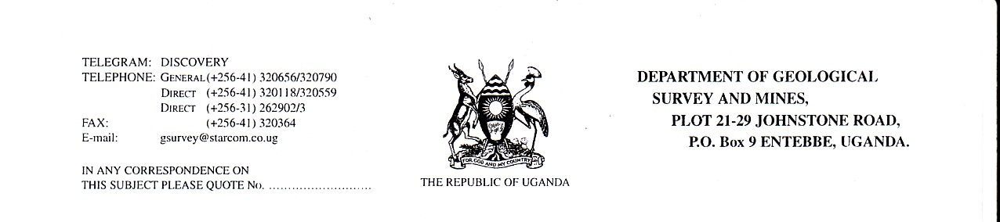 TELEGRAM: DISCOVERY
TELEPHONE: GENERAL (+256-41) 320656/320790
DIRECT (+256-41) 320118/320559
DIRECT (+256-31) 262902/3
FAX: (+256-41) 320364
E-mail: gsurvey@starcom.co.ug
IN ANY CORRESPONDENCE ON
THIS SUBJECT PLEASE QUOTE No. ............................
FOR GOD AND MY COUNTRY
THE REPUBLIC OF UGANDA
DEPARTMENT OF GEOLOGICAL
SURVEY AND MINES,
PLOT 21-29 JOHNSTONE ROAD,
P.O. Box 9 ENTEBBE, UGANDA.